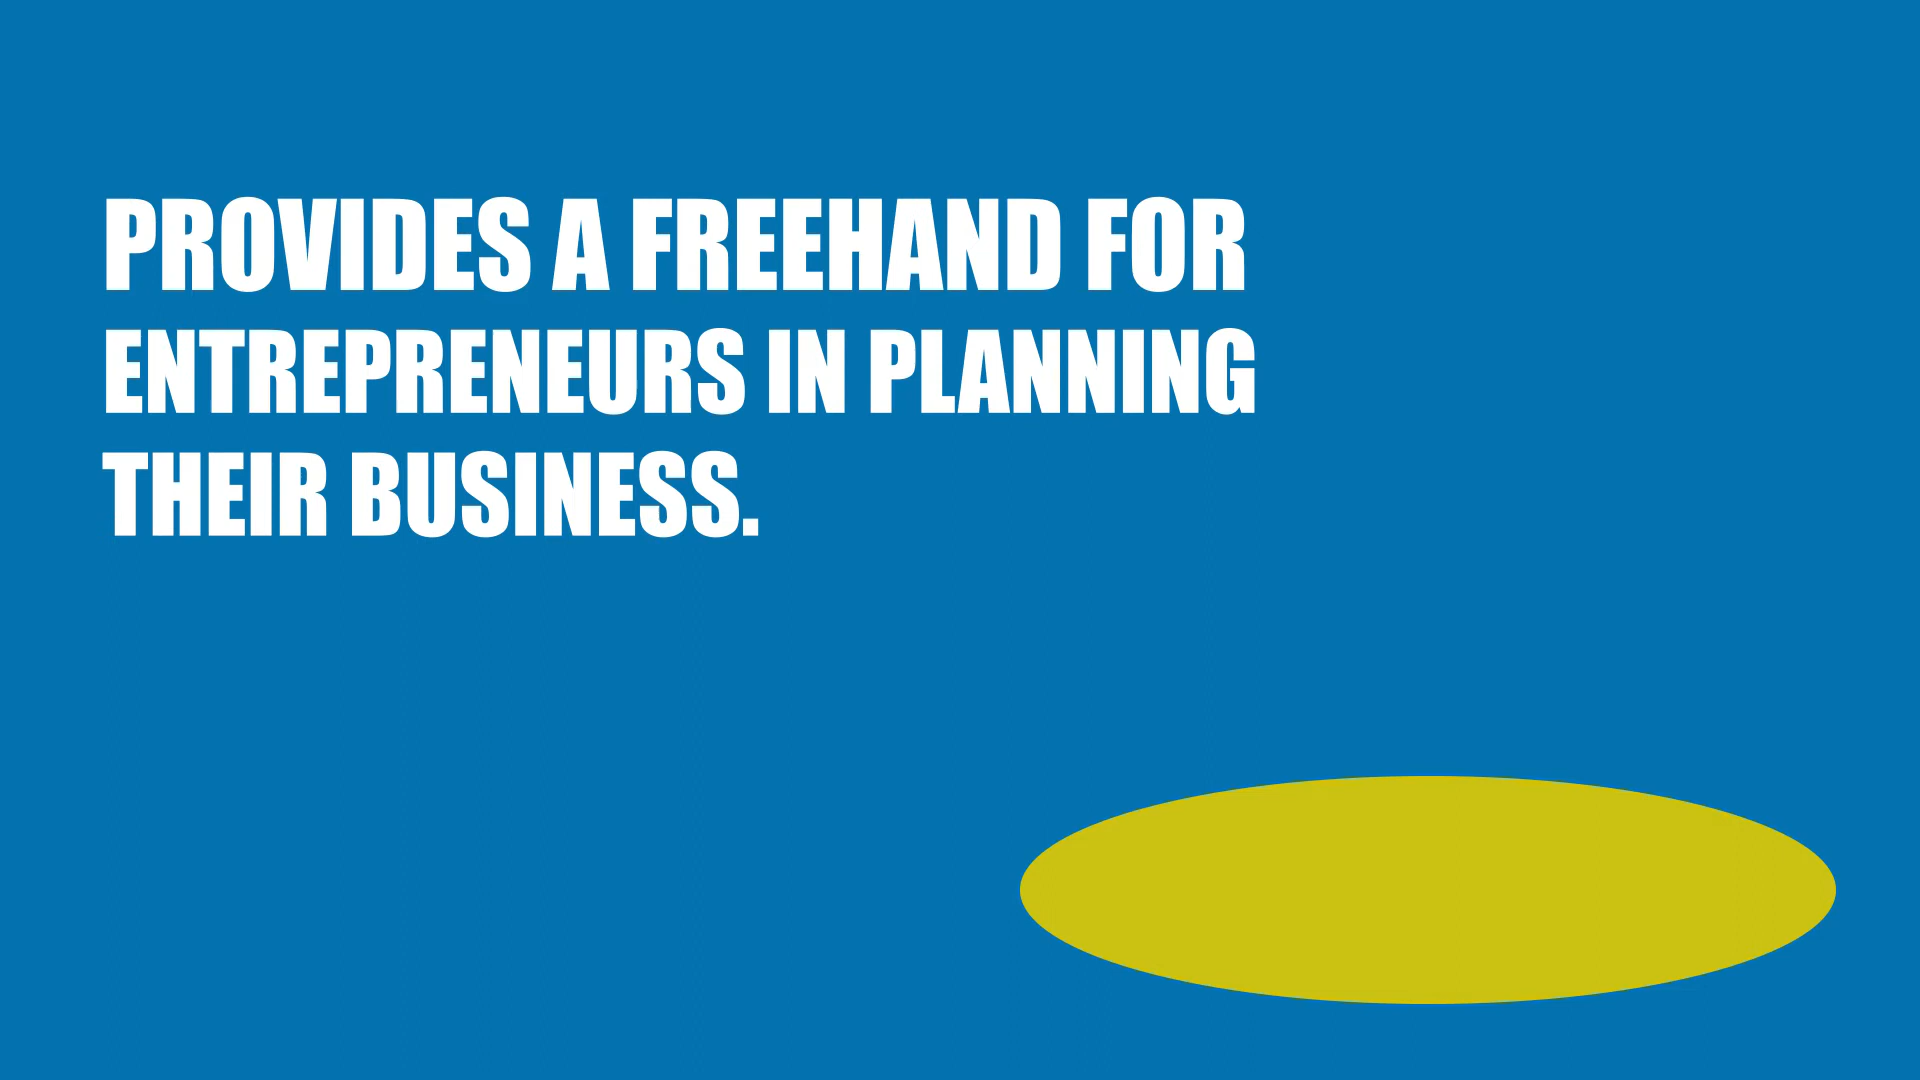 PROVIDES A FREEHAND FOR
ENTREPRENEURS IN PLANNING
THEIR BUSINESS.